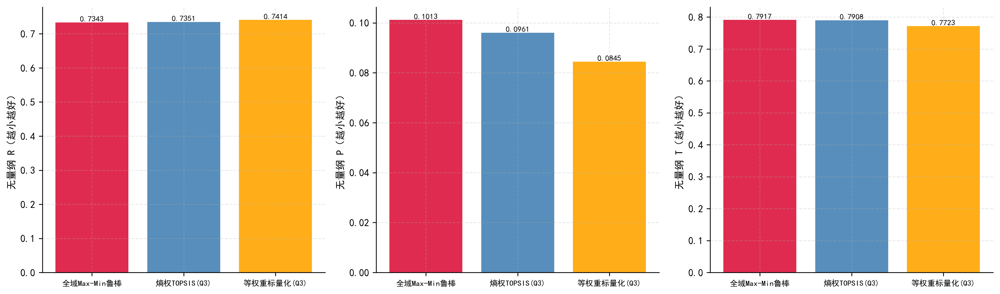 无量纲 R（越小越好）
0.7
0.6
0.5
0.4
0.3
0.2
0.1
0.0
0.7343
0.7351
0.7414
全域Max-Min鲁棒
熵权TOPSIS(Q3)
等权重标量化(Q3)
无量纲 P（越小越好）
0.10
0.08
0.06
0.04
0.02
0.00
0.1013
0.0961
0.0845
全域Max-Min鲁棒
熵权TOPSIS(Q3)
等权重标量化(Q3)
无量纲 T（越小越好）
0.8
0.7
0.6
0.5
0.4
0.3
0.2
0.1
0.0
0.7917
0.7908
0.7723
全域Max-Min鲁棒
熵权TOPSIS(Q3)
等权重标量化(Q3)